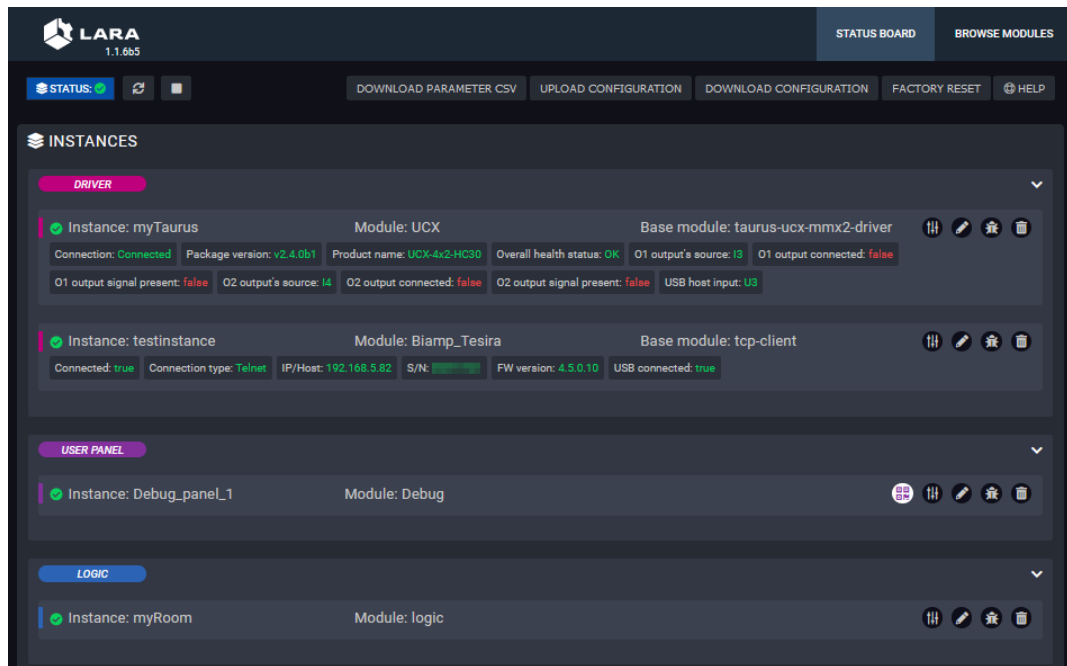 LARA
1.1.6b5
STATUS BOARD
BROWSE MODULES
STATUS:
DOWNLOAD PARAMETER CSV
UPLOAD CONFIGURATION
DOWNLOAD CONFIGURATION
FACTORY RESET
HELP
INSTANCES
DRIVER
Instance: myTaurus Module: UCX Base module: taurus-ucx-mmx2-driver
Connection: Connected Package version: v2.4.0b1 Product name: UCX-4x2-HC30 Overall health status: OK O1 output's source: I3 O1 output connected: false
O1 output signal present: false O2 output's source: I4 O2 output connected: false O2 output signal present: false USB host input: U3
Instance: testinstance Module: Biamp_Tesira Base module: tcp-client
Connected: true Connection type: Telnet IP/Host: 192.168.5.82 S/N: FW version: 4.5.0.10 USB connected: true
USER PANEL
Instance: Debug_panel_1 Module: Debug
LOGIC
Instance: myRoom Module: logic